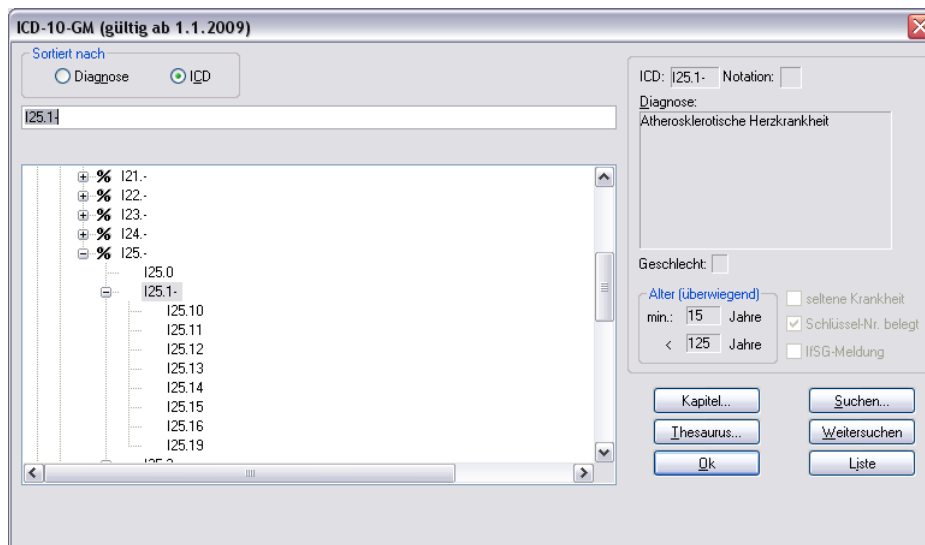 ICD-10-GM (gültig ab 1.1.2009)
Sortiert nach
Diagnose ICD
I25.1-
% I21.-
% I22.-
% I23.-
% I24.-
% I25.-
I25.0
I25.1-
I25.10
I25.11
I25.12
I25.13
I25.14
I25.15
I25.16
I25.19
ICD: I25.1- Notation:
Diagnose:
Atherosklerotische Herzkrankheit
Geschlecht:
Alter (überwiegend)
min.: 15 Jahre
< 125 Jahre
seltene Krankheit
Schlüssel-Nr. belegt
IfSG-Meldung
Kapitel... Suchen...
Thesaurus... Weitersuchen
Ok Liste